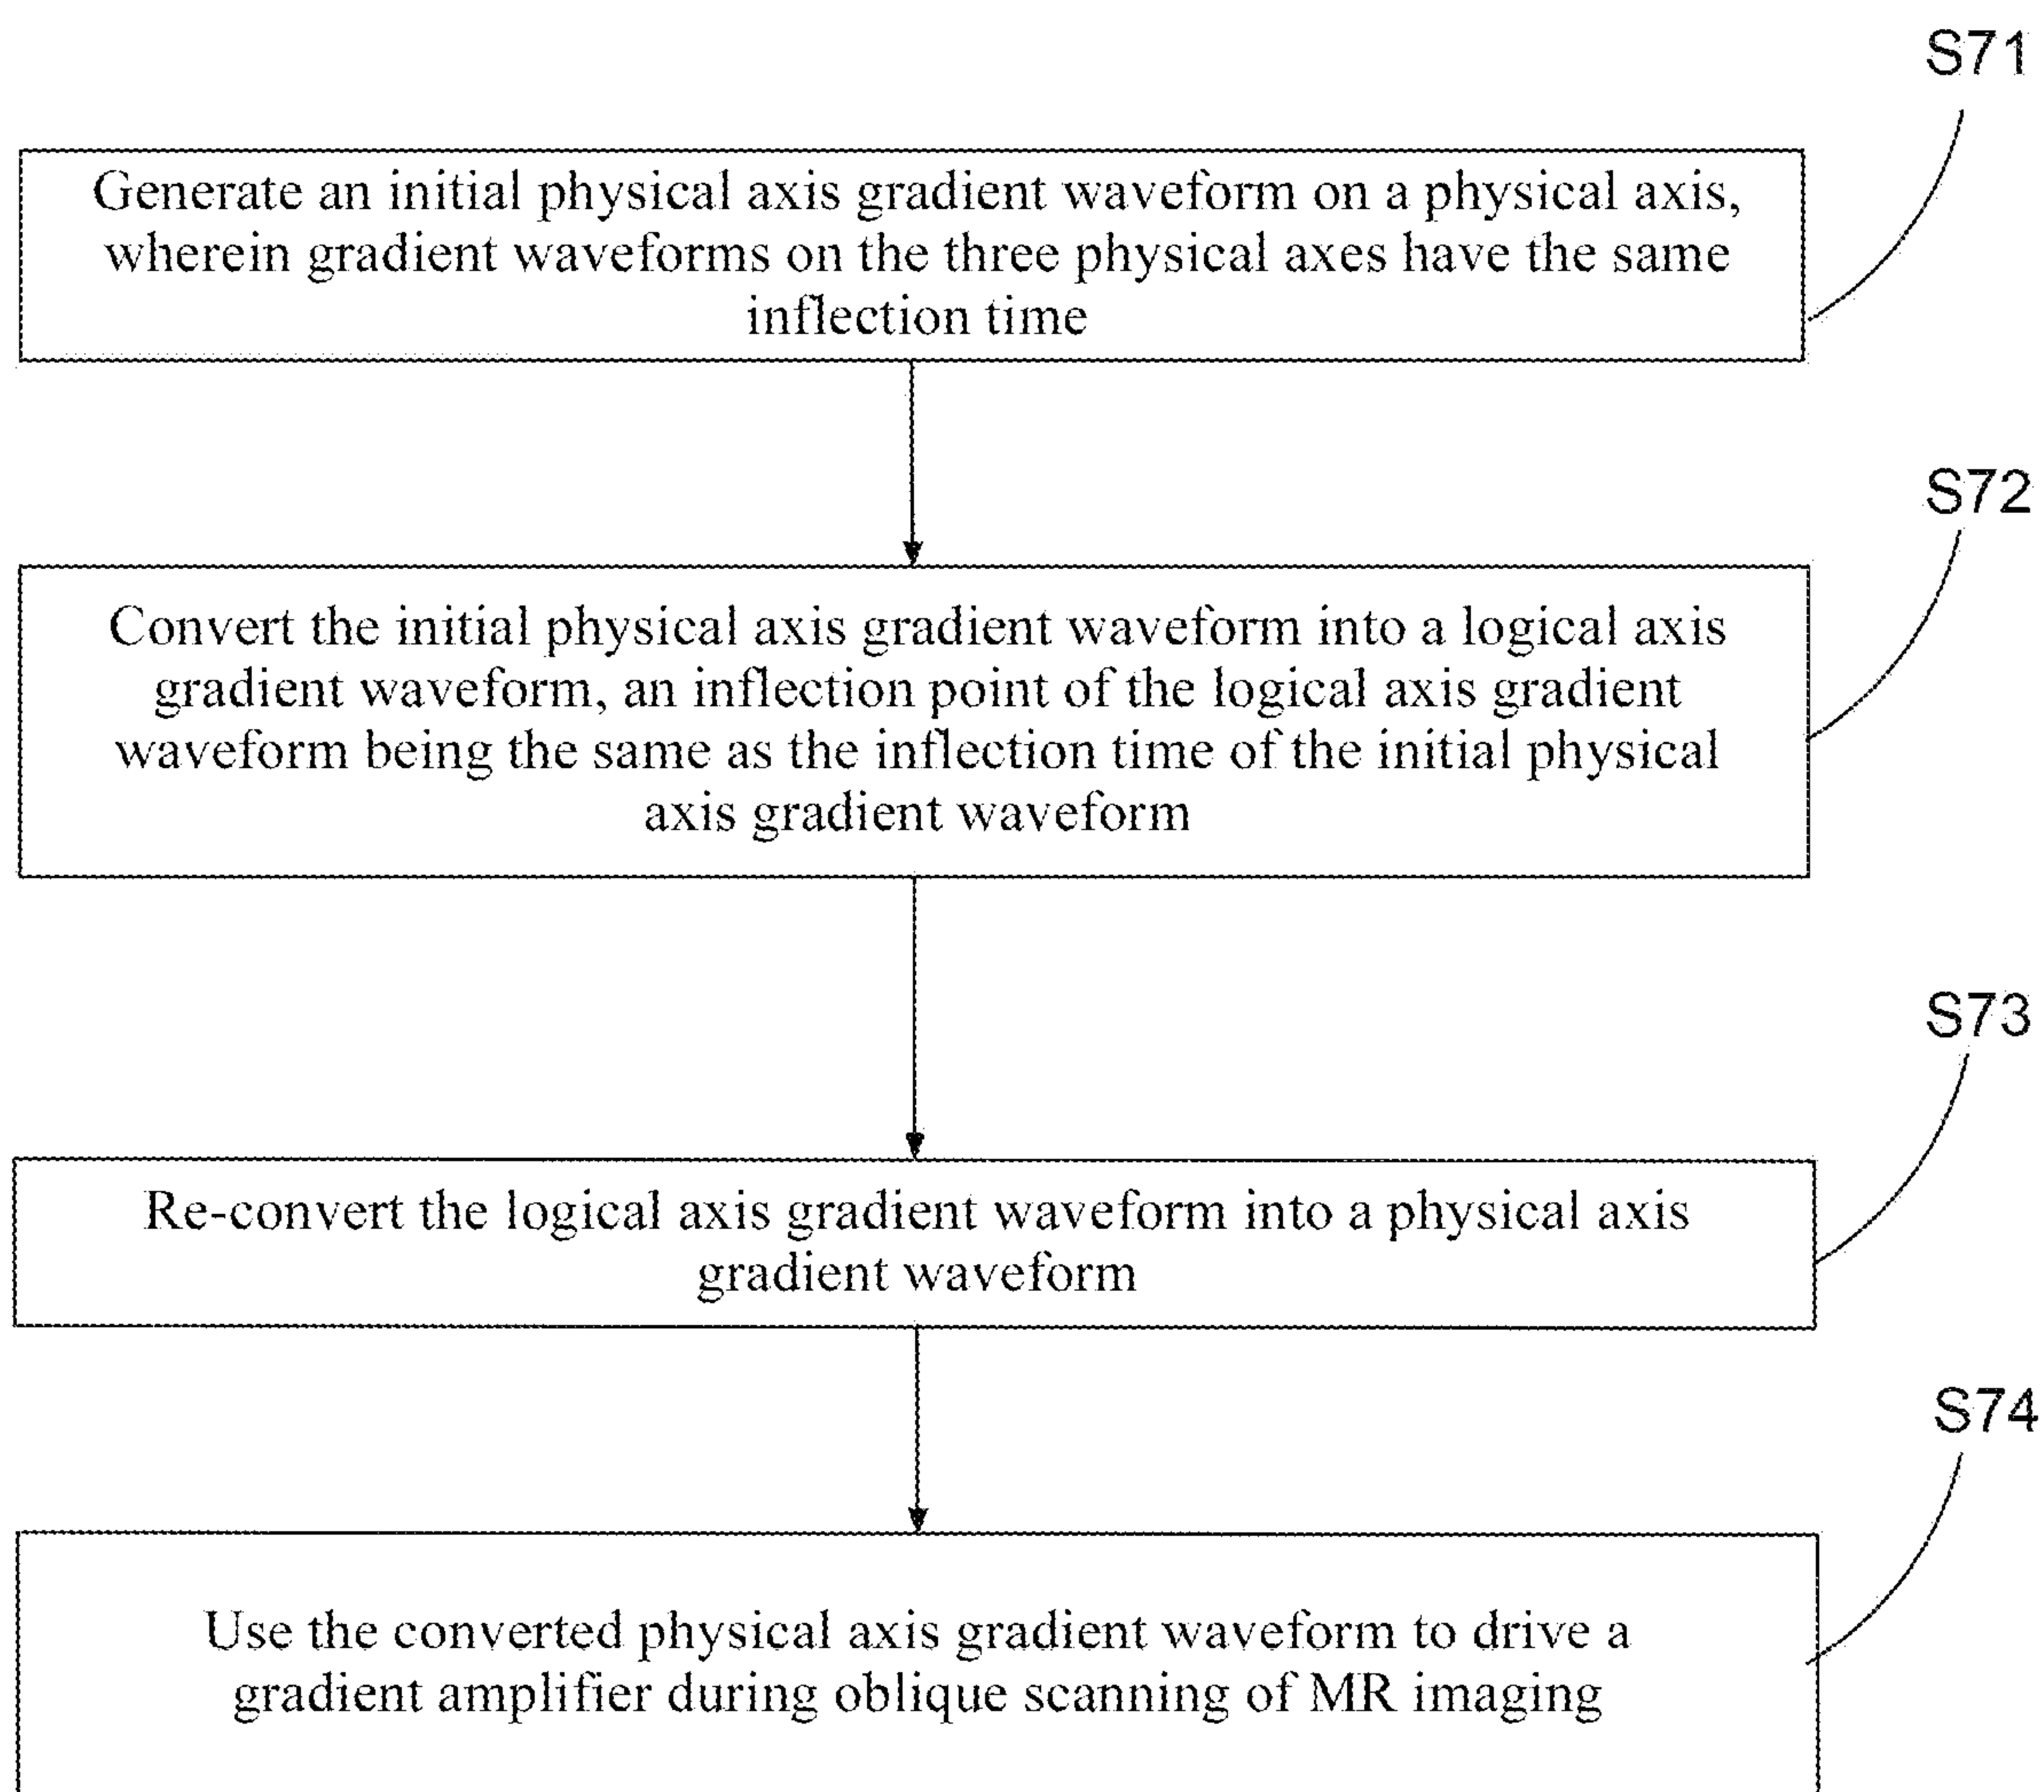 S71
Generate an initial physical axis gradient waveform on a physical axis,
wherein gradient waveforms on the three physical axes have the same
inflection time
S72
Convert the initial physical axis gradient waveform into a logical axis
gradient waveform, an inflection point of the logical axis gradient
waveform being the same as the inflection time of the initial physical
axis gradient waveform
S73
Re-convert the logical axis gradient waveform into a physical axis
gradient waveform
S74
Use the converted physical axis gradient waveform to drive a
gradient amplifier during oblique scanning of MR imaging